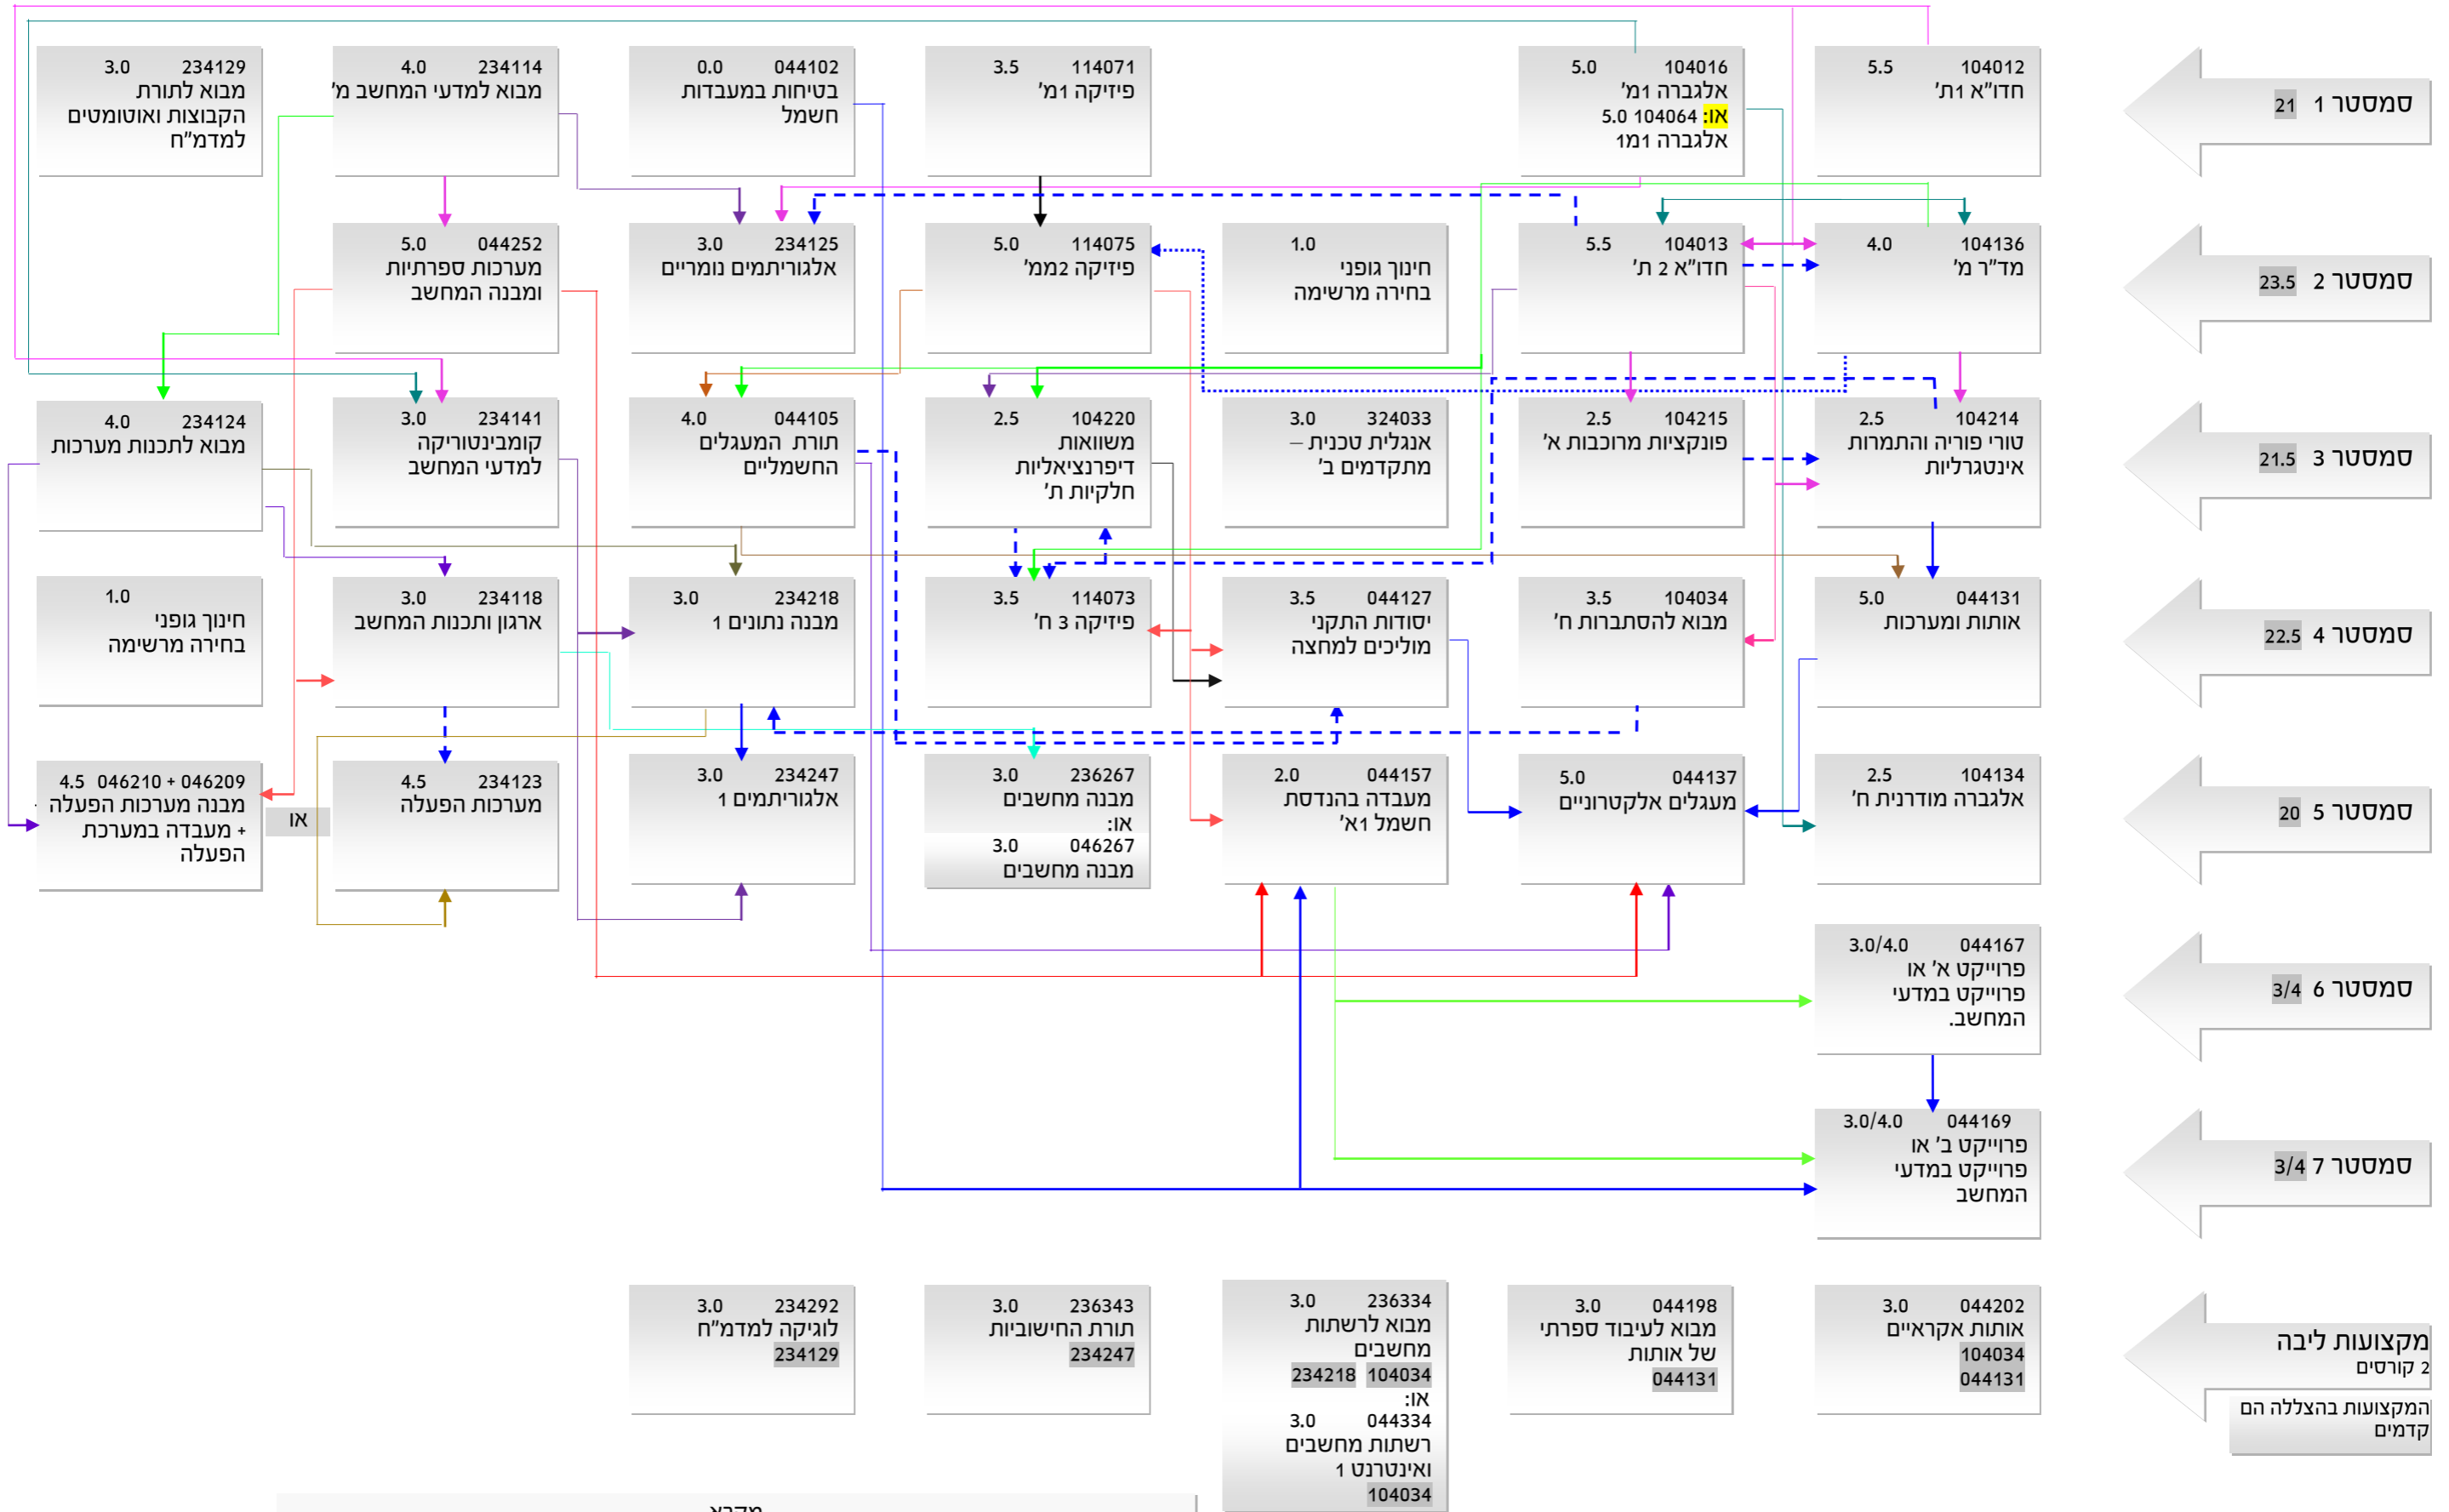 סמסטר 1 21
104012 5.5
חדו"א 1ת'
104016 5.0
אלגברה 1מ'
או: 104064 5.0
אלגברה 1מ1
114071 3.5
פיזיקה 1מ'
044102 0.0
בטיחות במעבדות
חשמל
234114 4.0
מבוא למדעי המחשב מ'
234129 3.0
מבוא לתורת
הקבוצות ואוטומטים
למדמ"ח
סמסטר 2 23.5
104136 4.0
מד"ר מ'
104013 5.5
חדו"א 2 ת'
1.0
חינוך גופני
בחירה מרשימה
114075 5.0
פיזיקה 2ממ'
234125 3.0
אלגוריתמים נומריים
044252 5.0
מערכות ספרתיות
ומבנה המחשב
סמסטר 3 21.5
104214 2.5
טורי פוריה והתמרות
אינטגרליות
104215 2.5
פונקציות מרוכבות א'
324033 3.0
אנגלית טכנית –
מתקדמים ב'
104220 2.5
משוואות
דיפרנציאליות
חלקיות ת'
044105 4.0
תורת המעגלים
החשמליים
234141 3.0
קומבינטוריקה
למדעי המחשב
234124 4.0
מבוא לתכנות מערכות
סמסטר 4 22.5
044131 5.0
אותות ומערכות
104034 3.5
מבוא להסתברות ח'
044127 3.5
יסודות התקני
מוליכים למחצה
114073 3.5
פיזיקה 3 ח'
234218 3.0
מבנה נתונים 1
234118 3.0
ארגון ותכנות המחשב
1.0
חינוך גופני
בחירה מרשימה
סמסטר 5 20
104134 2.5
אלגברה מודרנית ח'
044137 5.0
מעגלים אלקטרוניים
044157 2.0
מעבדה בהנדסת
חשמל 1א'
236267 3.0
מבנה מחשבים
או:
046267 3.0
מבנה מחשבים
234247 3.0
אלגוריתמים 1
234123 4.5
מערכות הפעלה
או
046209 + 046210 4.5
מבנה מערכות הפעלה
+ מעבדה במערכת
הפעלה
סמסטר 6 3/4
044167 3.0/4.0
פרוייקט א' או
פרוייקט במדעי
המחשב.
סמסטר 7 3/4
044169 3.0/4.0
פרוייקט ב' או
פרוייקט במדעי
המחשב
מקצועות ליבה
2 קורסים
המקצועות בהצללה הם
קדמים
044202 3.0
אותות אקראיים
104034
044131
044198 3.0
מבוא לעיבוד ספרתי
של אותות
044131
236334 3.0
מבוא לרשתות
מחשבים
104034 234218
או:
044334 3.0
רשתות מחשבים
ואינטרנט 1
104034
236343 3.0
תורת החישוביות
234247
234292 3.0
לוגיקה למדמ"ח
234129